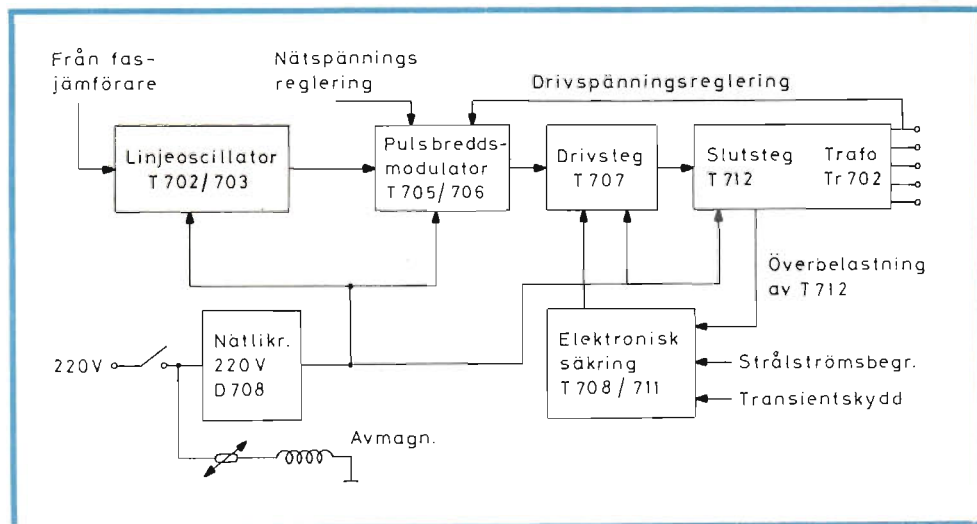 Från fas-
jämförare
Nätspännings
reglering
Drivspänningsreglering
Linjeoscillator
T 702/703
Pulsbredds-
modulator
T 705/706
Drivsteg
T 707
Slutsteg Trafo
T 712 Tr 702
Överbelastning
av T 712
220V
Nätlikr.
220 V
D 708
Elektronisk
säkring
T 708 / 711
Strålströmsbegr.
Transientskydd
Avmagn.